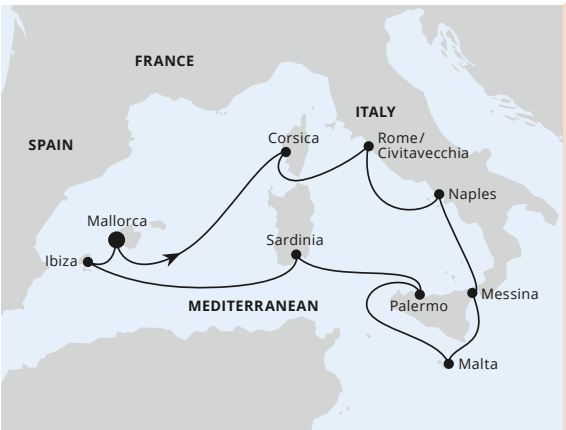 FRANCE
ITALY
SPAIN
Corsica
Rome/
Civitavecchia
Naples
Mallorca
Sardinia
Ibiza
MEDITERRANEAN
Palermo
Messina
Malta